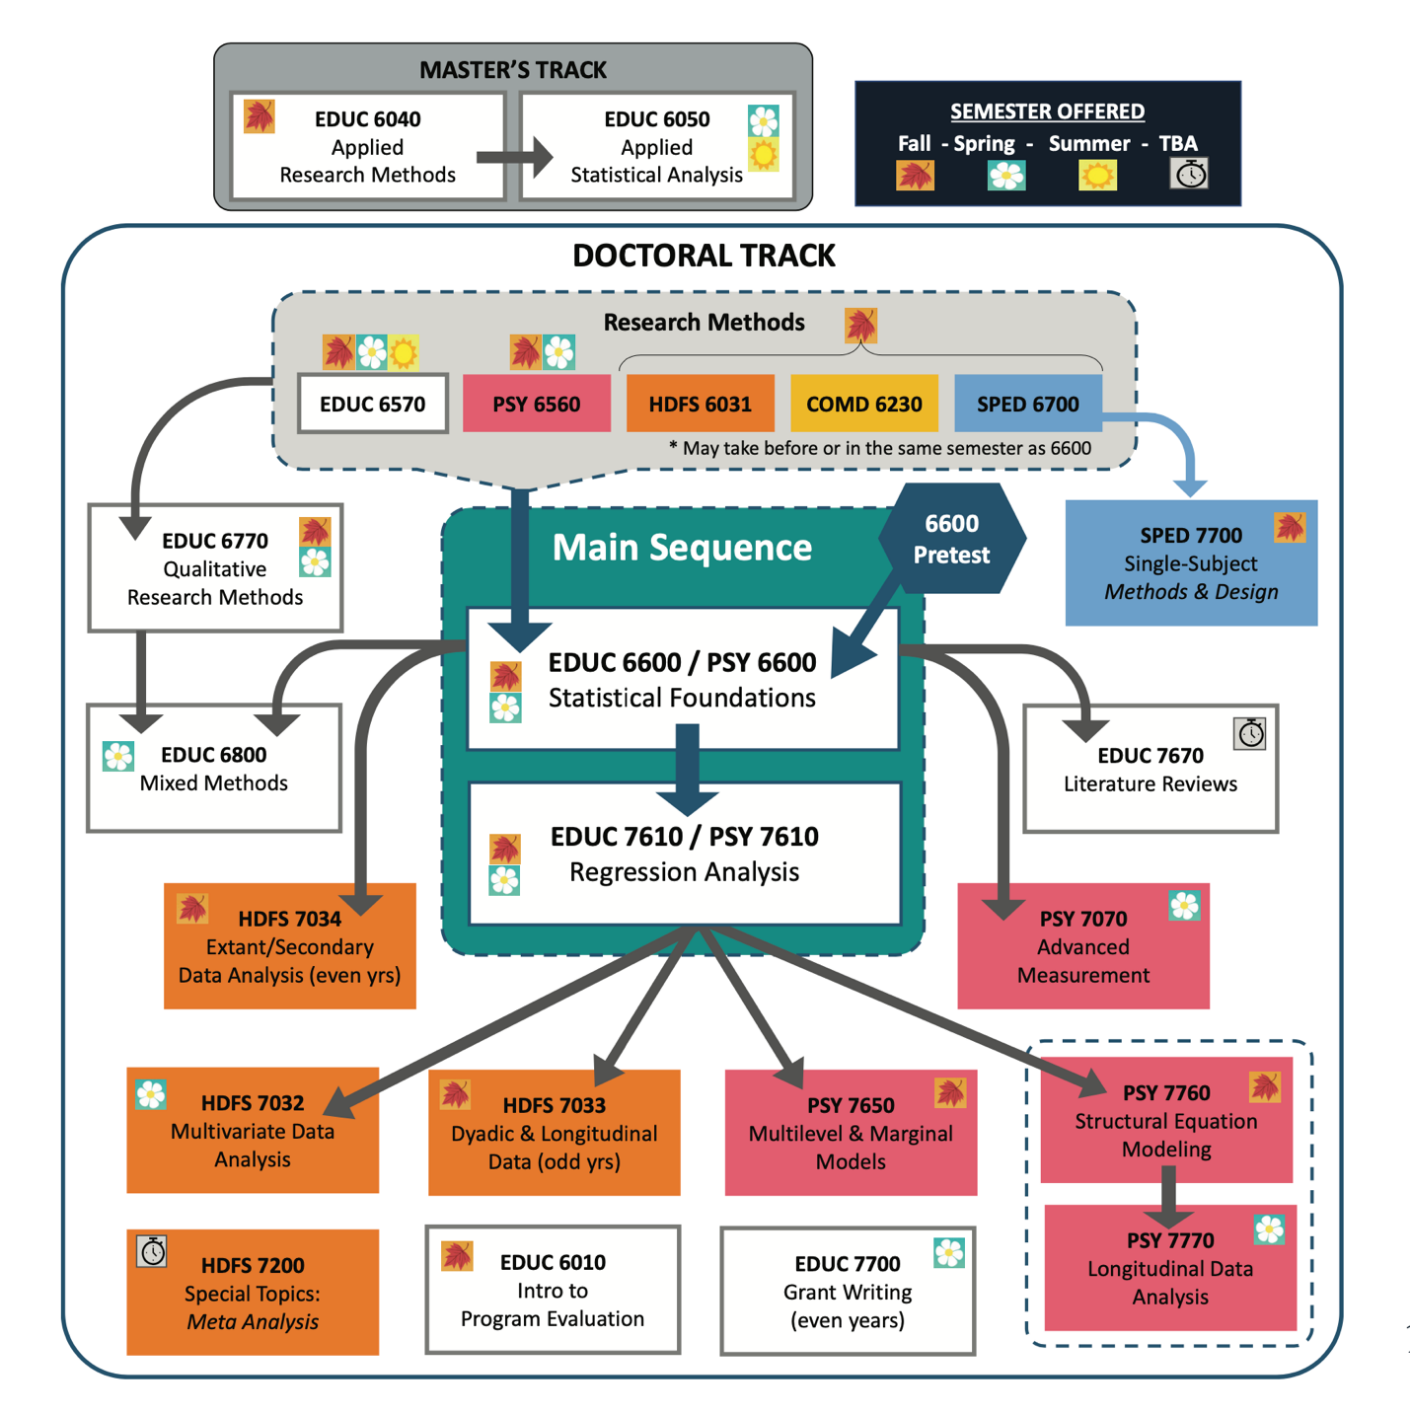 MASTER'S TRACK
EDUC 6040
Applied
Research Methods
EDUC 6050
Applied
Statistical Analysis
SEMESTER OFFERED
Fall - Spring - Summer - TBA
DOCTORAL TRACK
Research Methods
EDUC 6570
PSY 6560
HDFS 6031
COMD 6230
SPED 6700
* May take before or in the same semester as 6600
EDUC 6770
Qualitative
Research Methods
Main Sequence
6600
Pretest
SPED 7700
Single-Subject
Methods & Design
EDUC 6600 / PSY 6600
Statistical Foundations
EDUC 6800
Mixed Methods
EDUC 7670
Literature Reviews
EDUC 7610 / PSY 7610
Regression Analysis
HDFS 7034
Extant/Secondary
Data Analysis (even yrs)
PSY 7070
Advanced
Measurement
HDFS 7032
Multivariate Data
Analysis
HDFS 7033
Dyadic & Longitudinal
Data (odd yrs)
PSY 7650
Multilevel & Marginal
Models
PSY 7760
Structural Equation
Modeling
PSY 7770
Longitudinal Data
Analysis
HDFS 7200
Special Topics:
Meta Analysis
EDUC 6010
Intro to
Program Evaluation
EDUC 7700
Grant Writing
(even years)